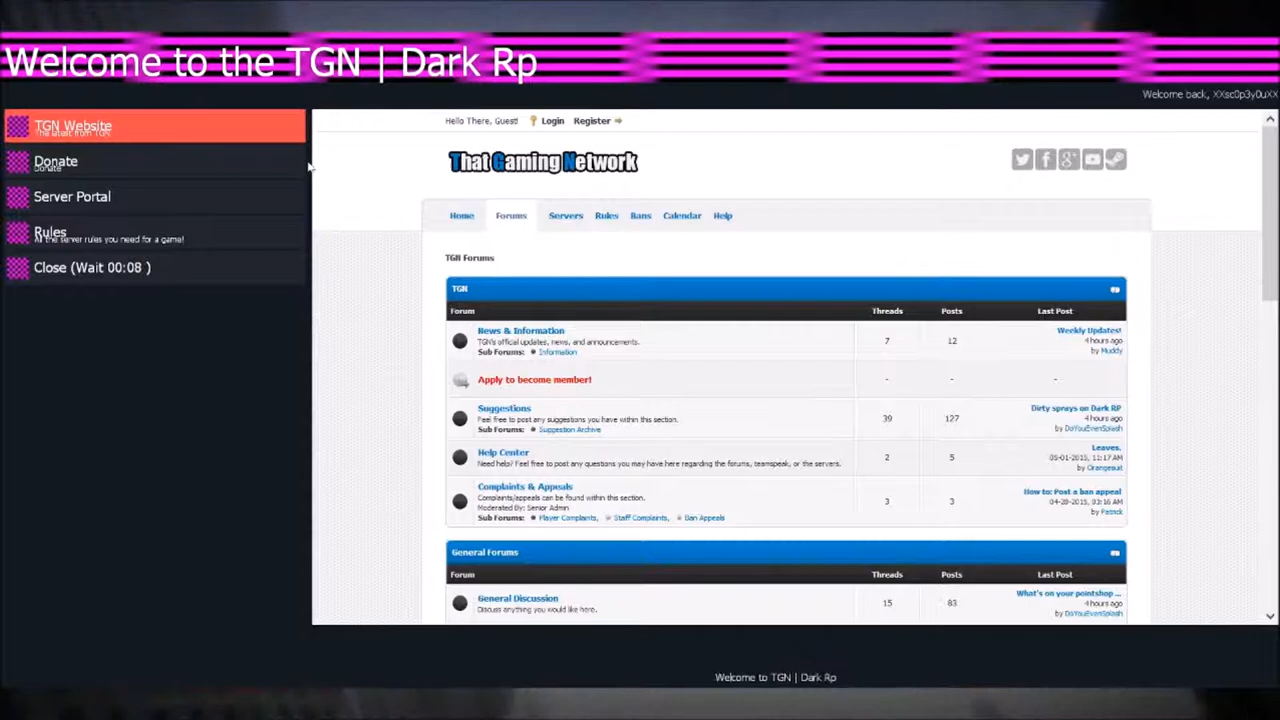 Welcome to the TGN | Dark Rp
Welcome back, XXsc0p3y0uXX
TGN Website
The latest from TGN
Donate
Donate
Server Portal
Rules
All the server rules you need for a game!
Close (Wait 00:08 )
Hello There, Guest! Login Register
That Gaming Network
Home Forums Servers Rules Bans Calendar Help
TGN Forums
TGN
Forum Threads Posts Last Post
News & Information
TGN's official updates, news, and announcements.
Sub Forums: Information
7 12
Weekly Updates!
4 hours ago
by Muddy
Apply to become member!
- - -
Suggestions
Feel free to post any suggestions you have within this section.
Sub Forums: Suggestion Archive
39 127
Dirty sprays on Dark RP
4 hours ago
by DoYouEvenSplash
Help Center
Need help? Feel free to post any questions you may have here regarding the forums, teamspeak, or the servers.
2 5
Leaves.
05-01-2015, 11:17 AM
by Orangesuit
Complaints & Appeals
Complaints/appeals can be found within this section.
Moderated By: Senior Admin
Sub Forums: Player Complaints, Staff Complaints, Ban Appeals
3 3
How to: Post a ban appeal
04-28-2015, 03:16 AM
by Patrick
General Forums
Forum Threads Posts Last Post
General Discussion
Discuss anything you would like here.
15 83
What's on your pointshop ...
4 hours ago
by DoYouEvenSplash
Welcome to TGN | Dark Rp